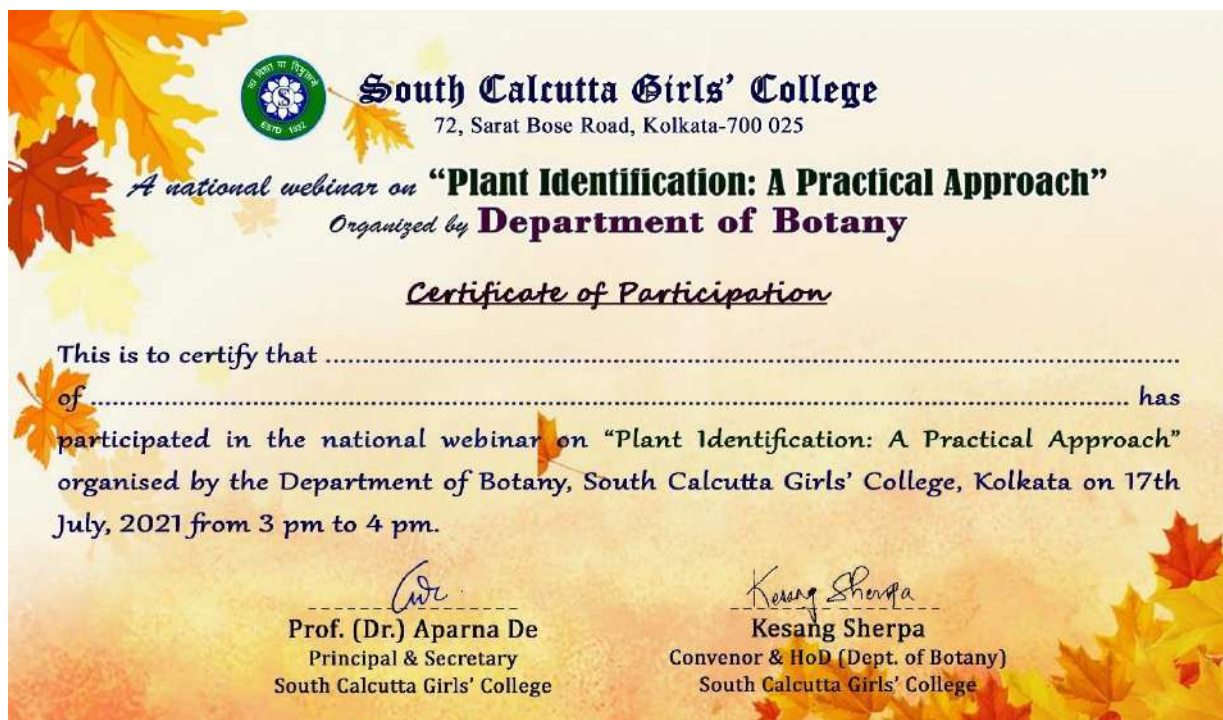 सा विद्या या विमुक्तये
S
ESTD 1932
South Calcutta Girls' College
72, Sarat Bose Road, Kolkata-700 025
A national webinar on “Plant Identification: A Practical Approach”
Organized by Department of Botany
Certificate of Participation
This is to certify that ................................................................................
of ................................................................................ has
participated in the national webinar on “Plant Identification: A Practical Approach”
organised by the Department of Botany, South Calcutta Girls' College, Kolkata on 17th
July, 2021 from 3 pm to 4 pm.
Kesang Sherpa
Prof. (Dr.) Aparna De Kesang Sherpa
Principal & Secretary Convenor & HoD (Dept. of Botany)
South Calcutta Girls' College South Calcutta Girls' College